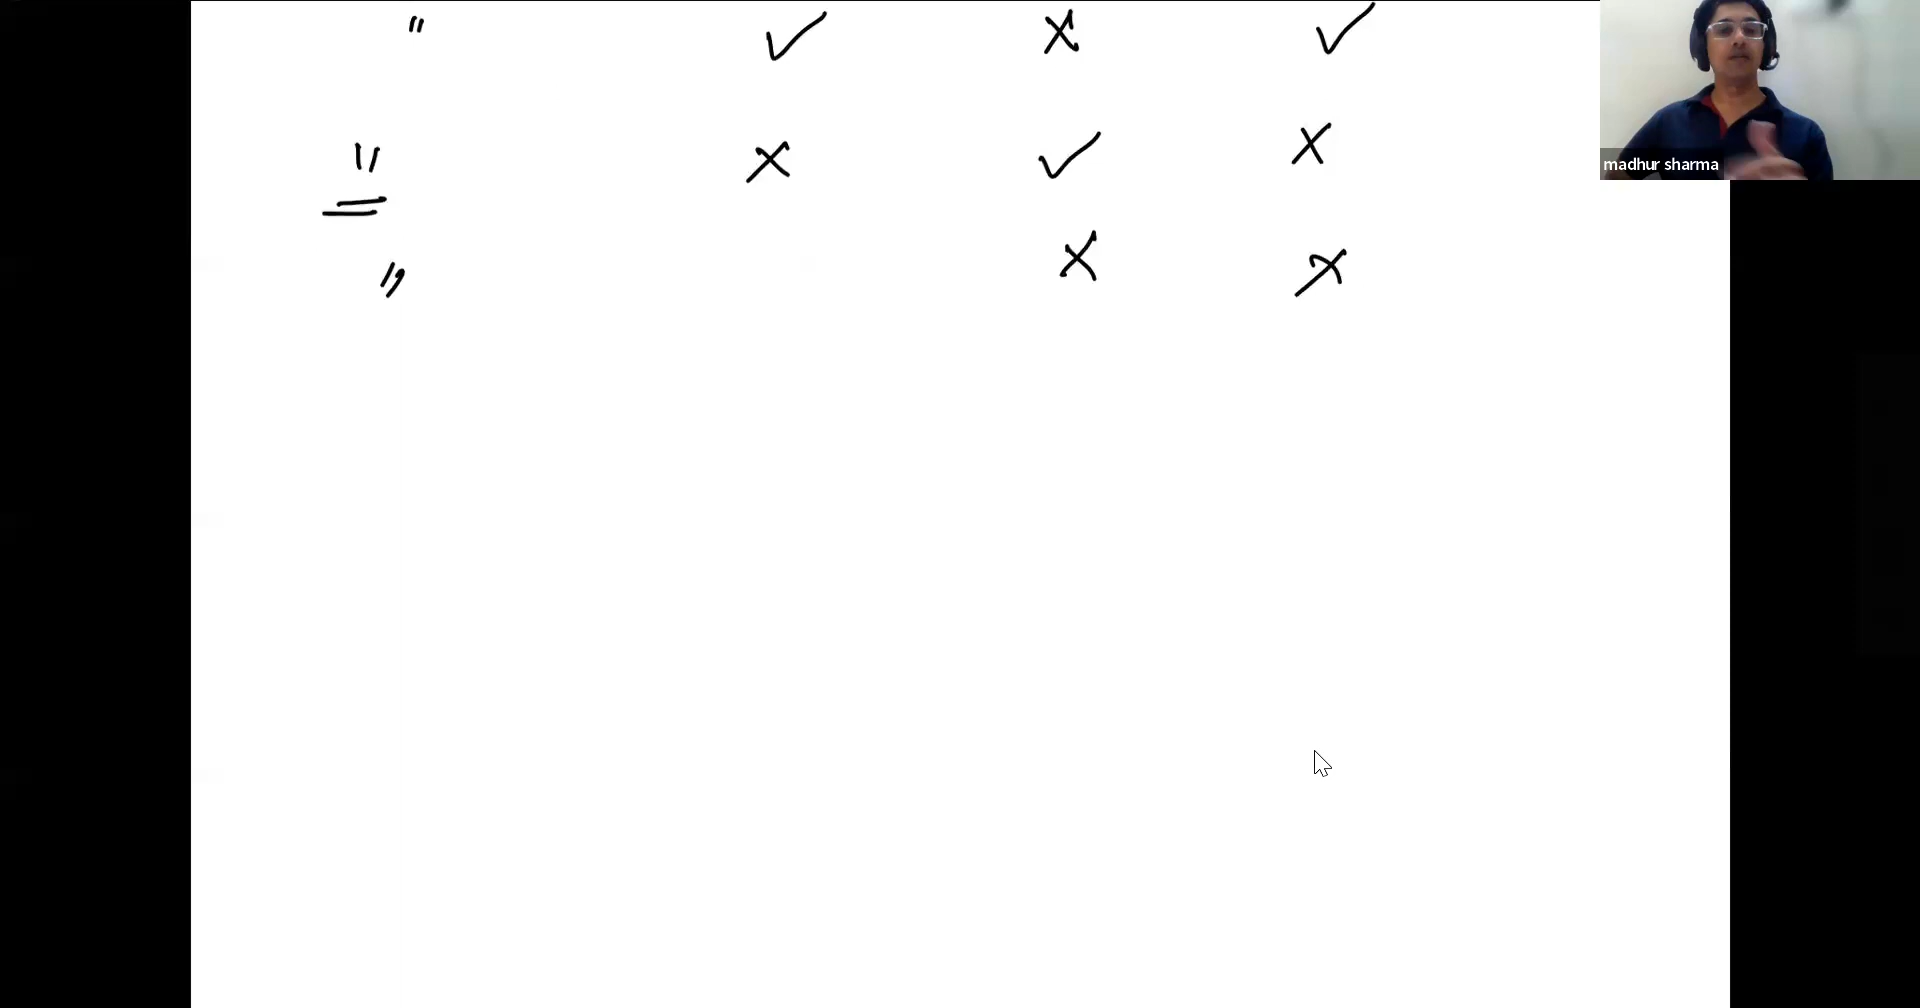 " ✓ X ✓
madhur sharma
" X ✓ X
" X X